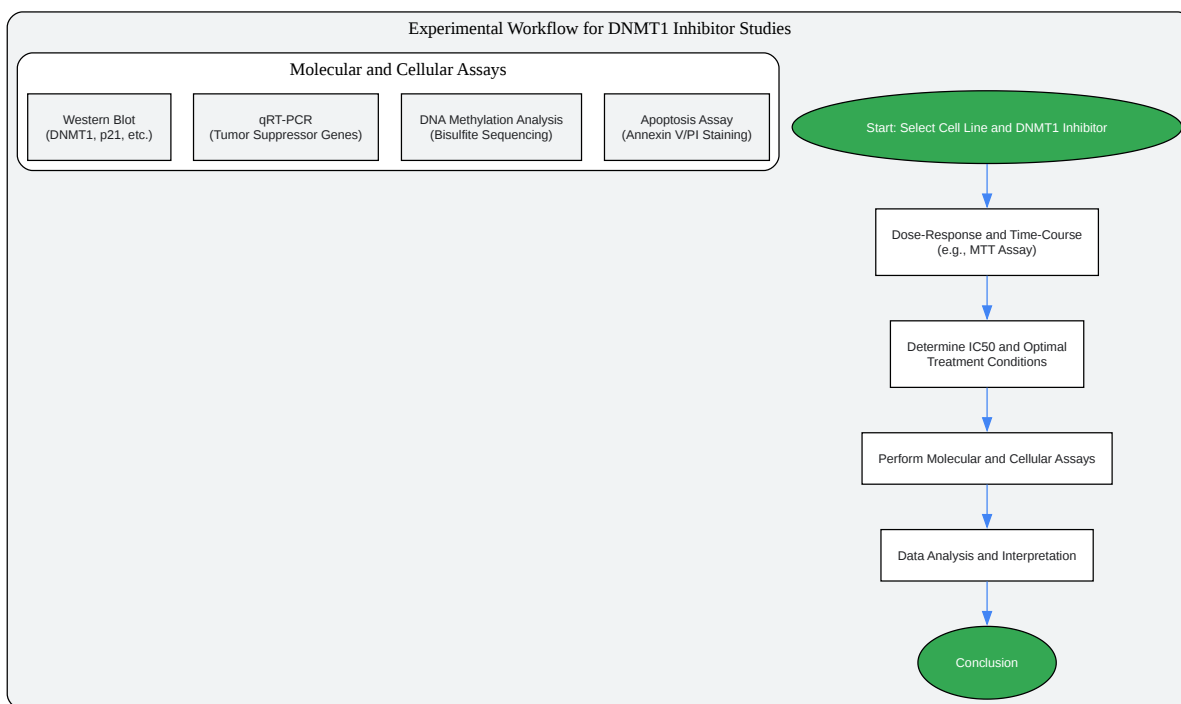 Experimental Workflow for DNMT1 Inhibitor Studies
Molecular and Cellular Assays
Western Blot
(DNMT1, p21, etc.)
qRT-PCR
(Tumor Suppressor Genes)
DNA Methylation Analysis
(Bisulfite Sequencing)
Apoptosis Assay
(Annexin V/PI Staining)
Start: Select Cell Line and DNMT1 Inhibitor
Dose-Response and Time-Course
(e.g., MTT Assay)
Determine IC50 and Optimal
Treatment Conditions
Perform Molecular and Cellular Assays
Data Analysis and Interpretation
Conclusion